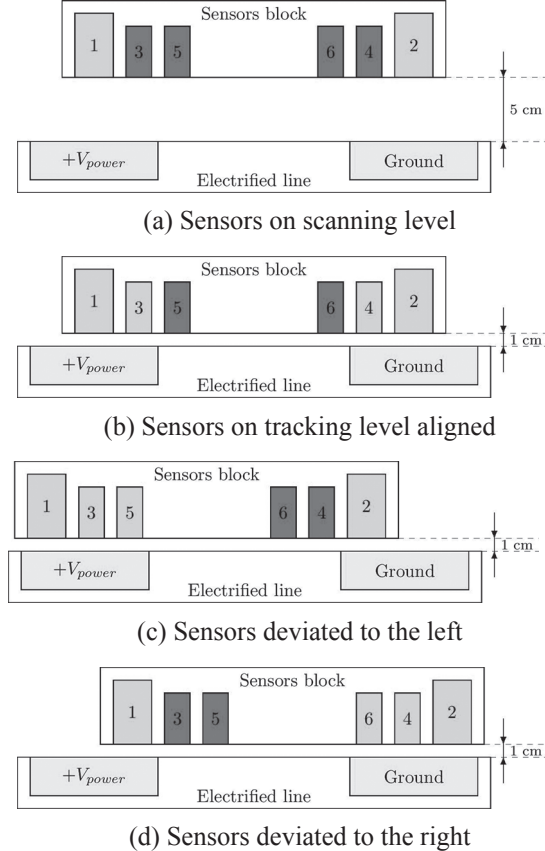 Sensors block
1 3 5 6 4 2
5 cm
+V_power Ground
Electrified line
(a) Sensors on scanning level
Sensors block
1 3 5 6 4 2
1 cm
+V_power Ground
Electrified line
(b) Sensors on tracking level aligned
Sensors block
1 3 5 6 4 2
1 cm
+V_power Ground
Electrified line
(c) Sensors deviated to the left
Sensors block
1 3 5 6 4 2
1 cm
+V_power Ground
Electrified line
(d) Sensors deviated to the right